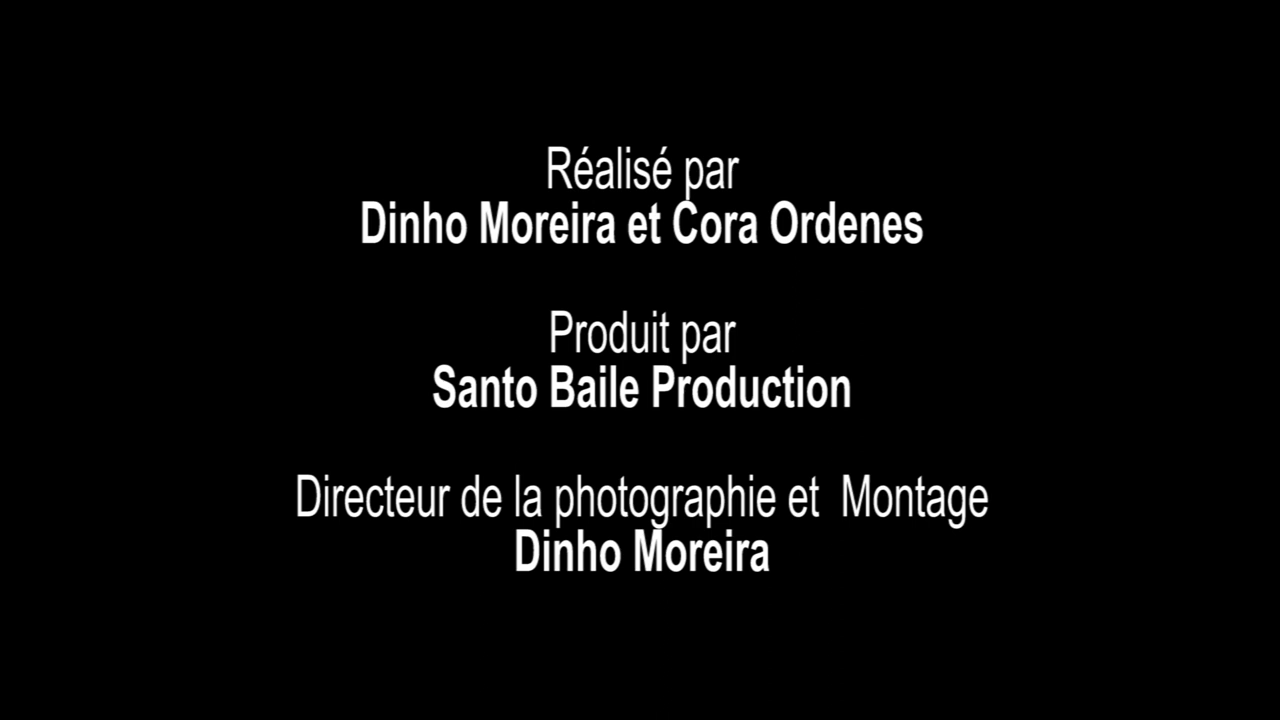 Réalisé par
Dinho Moreira et Cora Ordenes
Produit par
Santo Baile Production
Directeur de la photographie et  Montage
Dinho Moreira